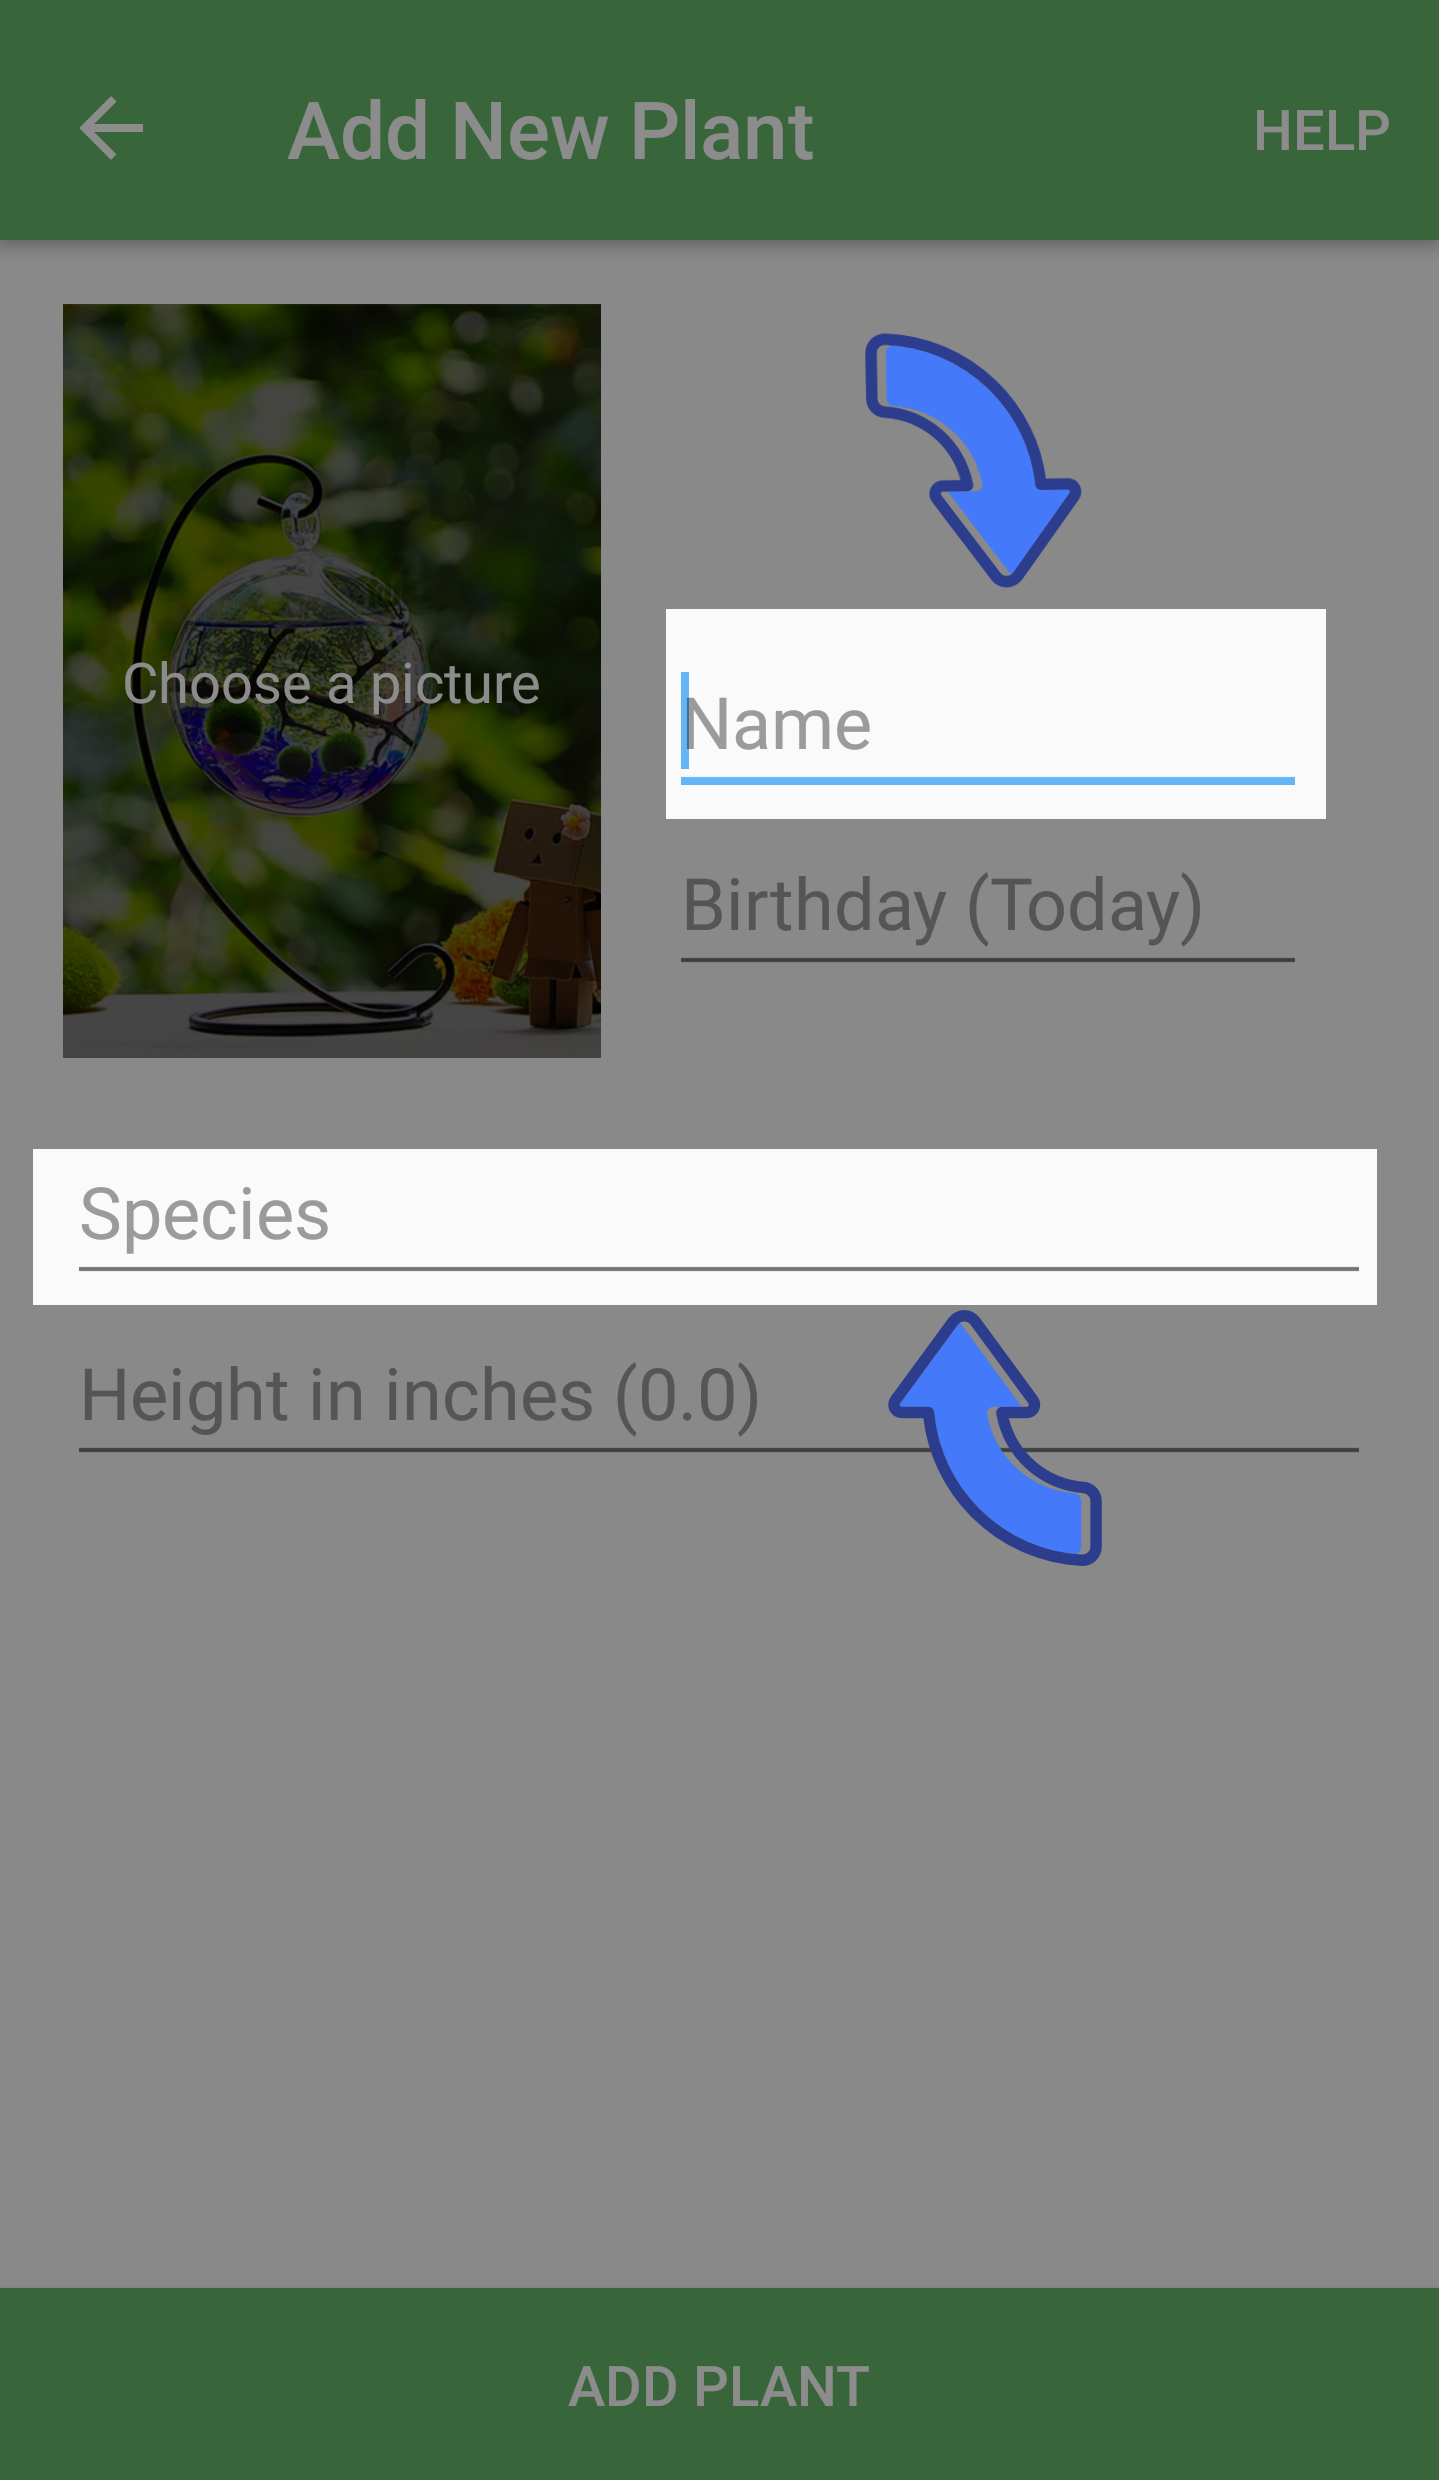 Add New Plant
HELP
Choose a picture
Name
Birthday (Today)
Species
Height in inches (0.0)
ADD PLANT